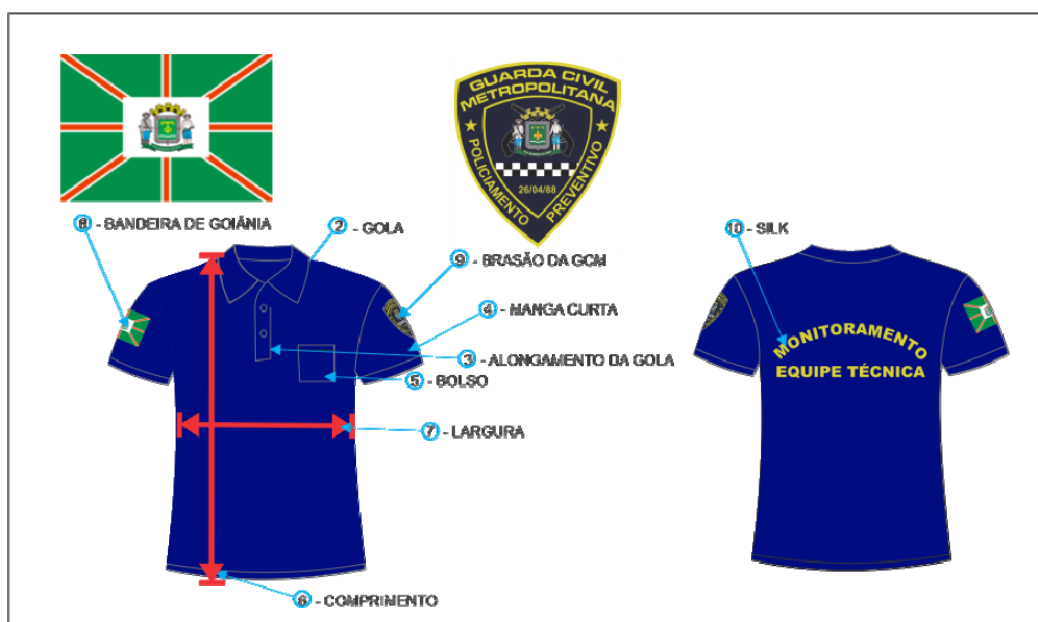 GUARDA CIVIL
METROPOLITANA
POLICIAMENTO
PREVENTIVO
26/04/88
8 - BANDEIRA DE GOIÂNIA
2 - GOLA
10 - SILK
9 - BRASÃO DA GCM
4 - MANGA CURTA
3 - ALONGAMENTO DA GOLA
5 - BOLSO
7 - LARGURA
6 - COMPRIMENTO
MONITORAMENTO
EQUIPE TÉCNICA